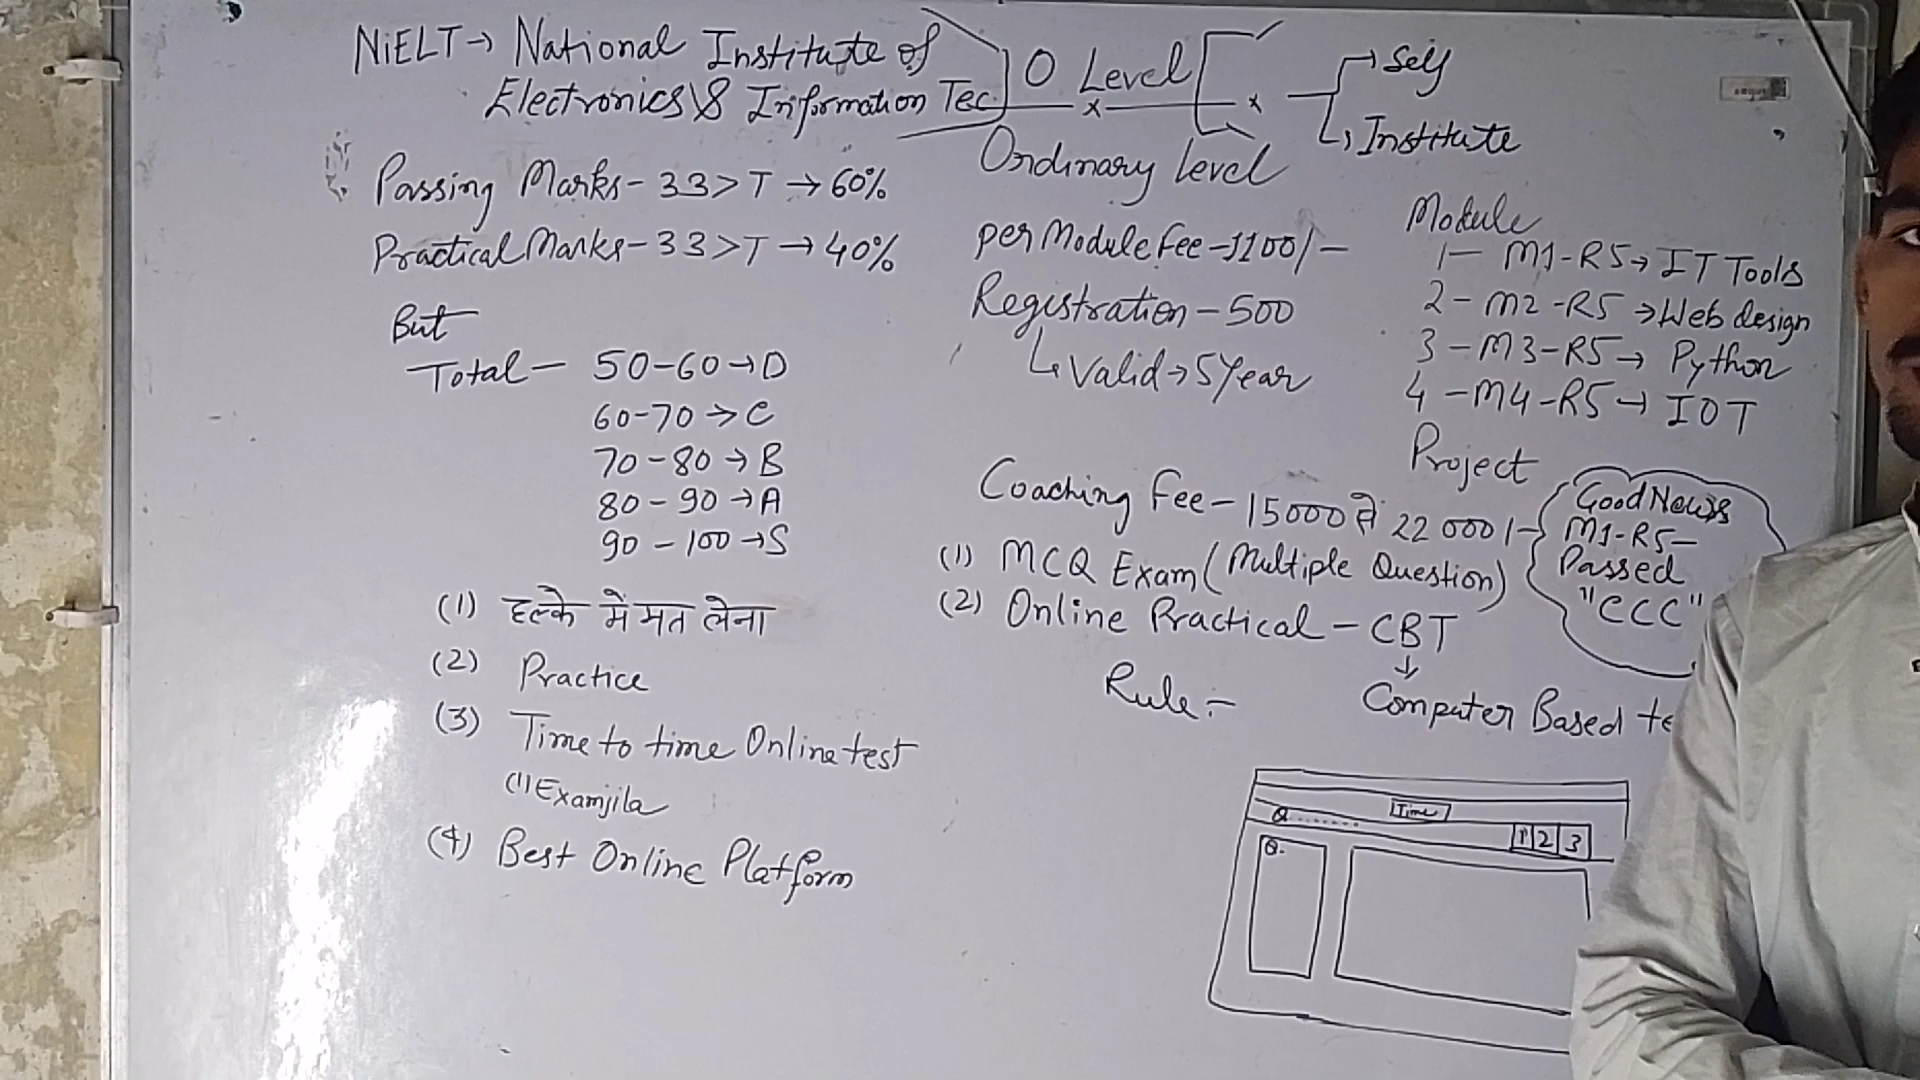 NiELT → National Institute of
Electronics & Information Tec
O Level
Ordinary Level
Self
Institute
Passing Marks - 33 > T → 60%
Practical Marks - 33 > T → 40%
But
Total - 50-60 → D
60-70 → C
70-80 → B
80-90 → A
90-100 → S
(1) हल्के मे मत लेना
(2) Practice
(3) Time to time Online test
(1) Examjila
(4) Best Online Platform
per Module Fee - 1100/-
Registration - 500
↳ Valid → 5 Year
Module
1 - M1-R5 → IT Tools
2 - M2-R5 → Web design
3 - M3-R5 → Python
4 - M4-R5 → IOT
Project
Coaching Fee - 15000 से 22000/-
(1) MCQ Exam (Multiple Question)
(2) Online Practical - CBT
↓
Computer Based te
Rule :-
Good News
M1-R5-
Passed
"CCC"
Time
Q.......
1 2 3
Q.